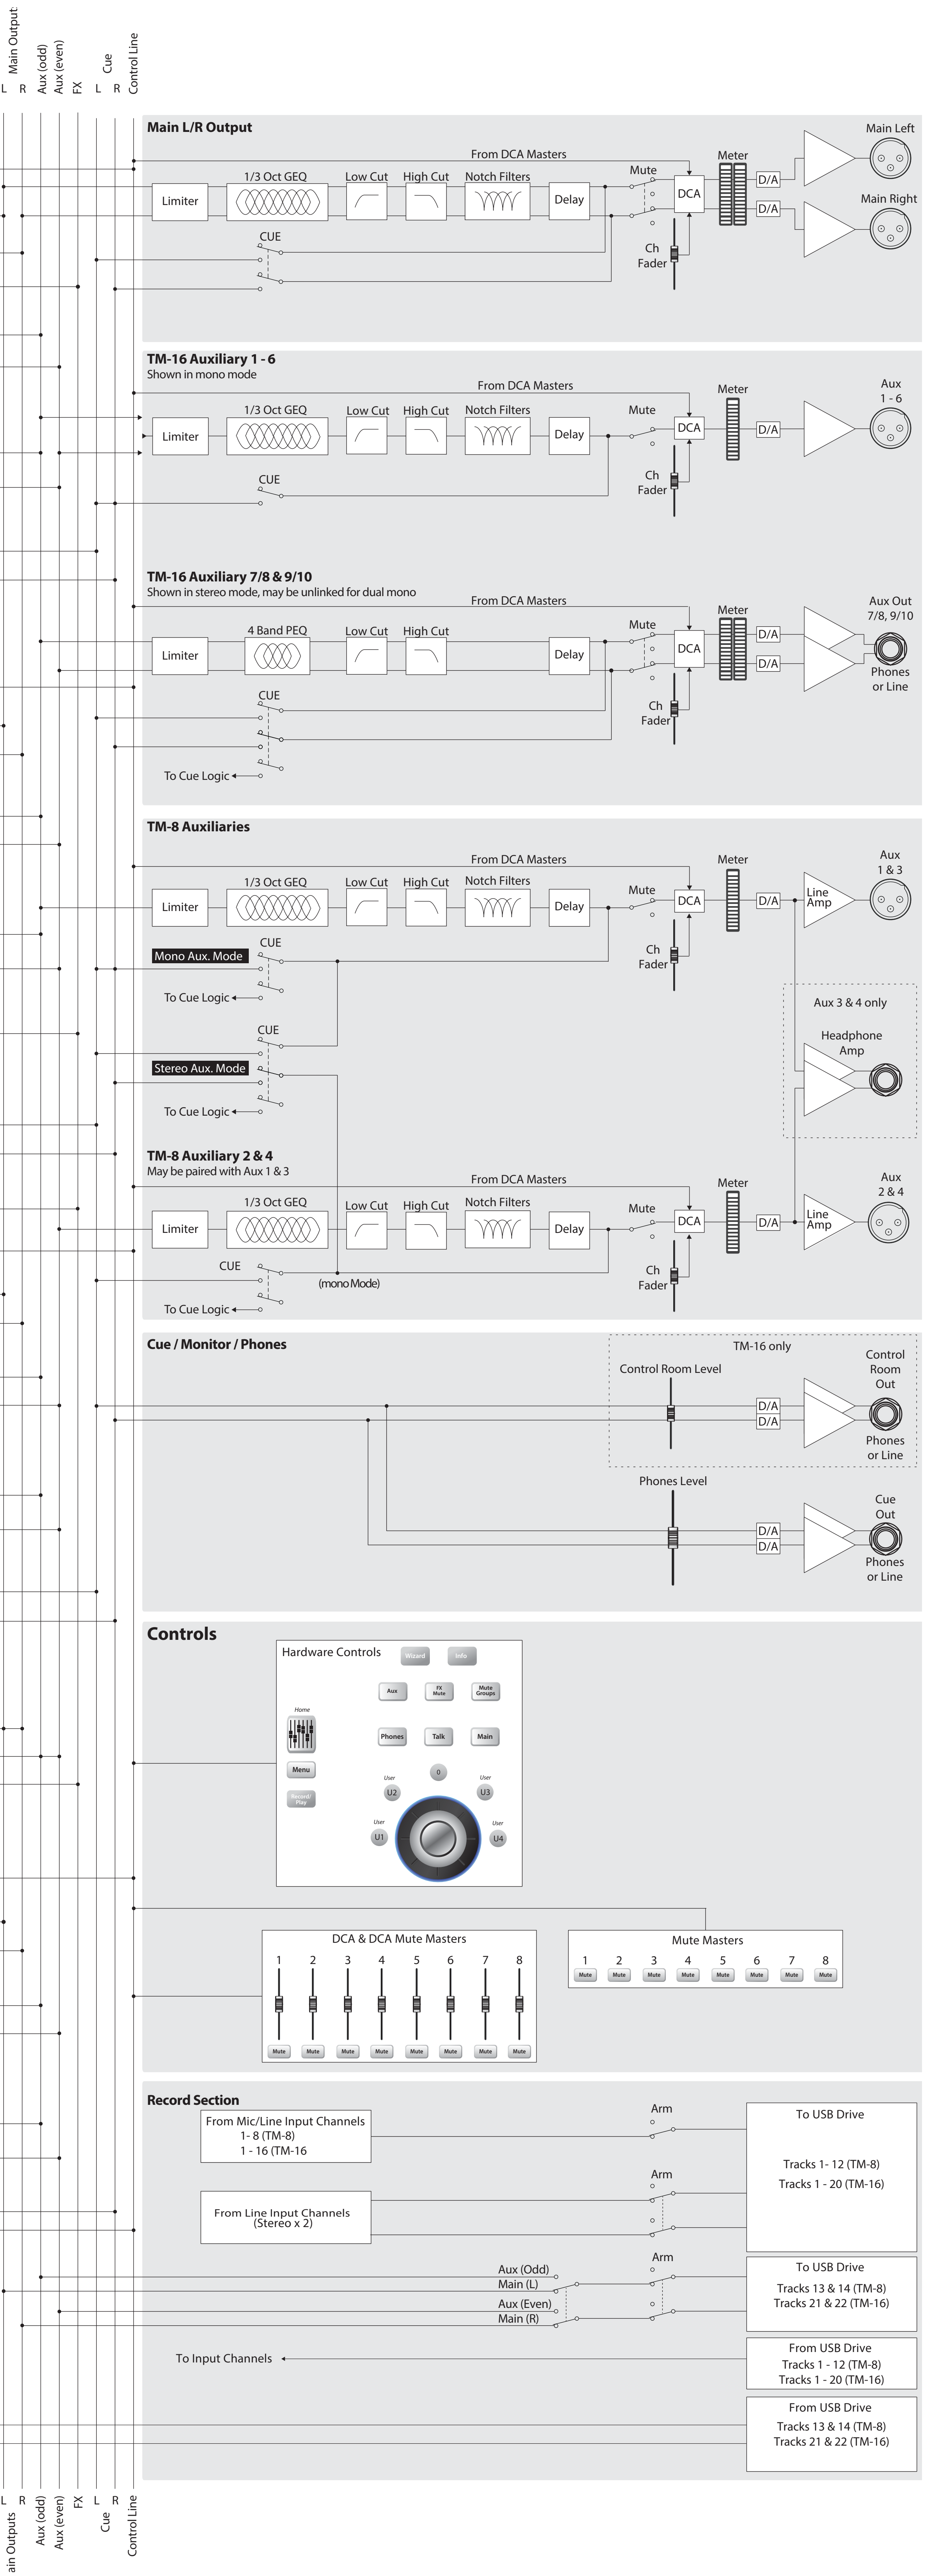 Main Output
Aux (odd)
Aux (even)
FX
Cue
Control Line
L
R
L
R
Main L/R Output
From DCA Masters
Limiter
1/3 Oct GEQ
Low Cut
High Cut
Notch Filters
Delay
Mute
DCA
Meter
D/A
D/A
Main Left
Main Right
CUE
Ch
Fader
TM-16 Auxiliary 1 - 6
Shown in mono mode
From DCA Masters
Limiter
1/3 Oct GEQ
Low Cut
High Cut
Notch Filters
Delay
Mute
DCA
Meter
D/A
Aux
1 - 6
CUE
Ch
Fader
TM-16 Auxiliary 7/8 & 9/10
Shown in stereo mode, may be unlinked for dual mono
From DCA Masters
Limiter
4 Band PEQ
Low Cut
High Cut
Delay
Mute
DCA
Meter
D/A
D/A
Aux Out
7/8, 9/10
Phones
or Line
CUE
Ch
Fader
To Cue Logic
TM-8 Auxiliaries
From DCA Masters
Limiter
1/3 Oct GEQ
Low Cut
High Cut
Notch Filters
Delay
Mute
DCA
Meter
D/A
Line
Amp
Aux
1 & 3
CUE
Mono Aux. Mode
To Cue Logic
Ch
Fader
Aux 3 & 4 only
Headphone
Amp
CUE
Stereo Aux. Mode
To Cue Logic
TM-8 Auxiliary 2 & 4
May be paired with Aux 1 & 3
From DCA Masters
Limiter
1/3 Oct GEQ
Low Cut
High Cut
Notch Filters
Delay
Mute
DCA
Meter
D/A
Line
Amp
Aux
2 & 4
CUE
(mono Mode)
To Cue Logic
Ch
Fader
Cue / Monitor / Phones
TM-16 only
Control Room Level
D/A
D/A
Control
Room
Out
Phones
or Line
Phones Level
D/A
D/A
Cue
Out
Phones
or Line
Controls
Hardware Controls
Wizard
Info
Aux
FX
Mute
Mute
Groups
Home
Phones
Talk
Main
Menu
Record/
Play
0
User
U2
User
U3
User
U1
User
U4
DCA & DCA Mute Masters
1 2 3 4 5 6 7 8
Mute Mute Mute Mute Mute Mute Mute Mute
Mute Masters
1 2 3 4 5 6 7 8
Mute Mute Mute Mute Mute Mute Mute Mute
Record Section
From Mic/Line Input Channels
1- 8 (TM-8)
1 - 16 (TM-16
Arm
To USB Drive
Tracks 1- 12 (TM-8)
Tracks 1 - 20 (TM-16)
From Line Input Channels
(Stereo x 2)
Arm
Aux (Odd)
Main (L)
Aux (Even)
Main (R)
Arm
To USB Drive
Tracks 13 & 14 (TM-8)
Tracks 21 & 22 (TM-16)
To Input Channels
From USB Drive
Tracks 1 - 12 (TM-8)
Tracks 1 - 20 (TM-16)
From USB Drive
Tracks 13 & 14 (TM-8)
Tracks 21 & 22 (TM-16)
L
R
L
R
ain Outputs
Aux (odd)
Aux (even)
FX
Cue
Control Line